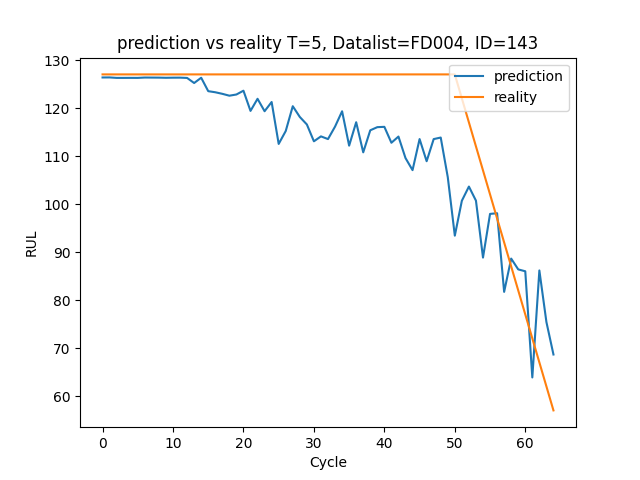 prediction vs reality T=5, Datalist=FD004, ID=143
prediction
reality
130
120
110
100
90
80
70
60
RUL
0 10 20 30 40 50 60
Cycle